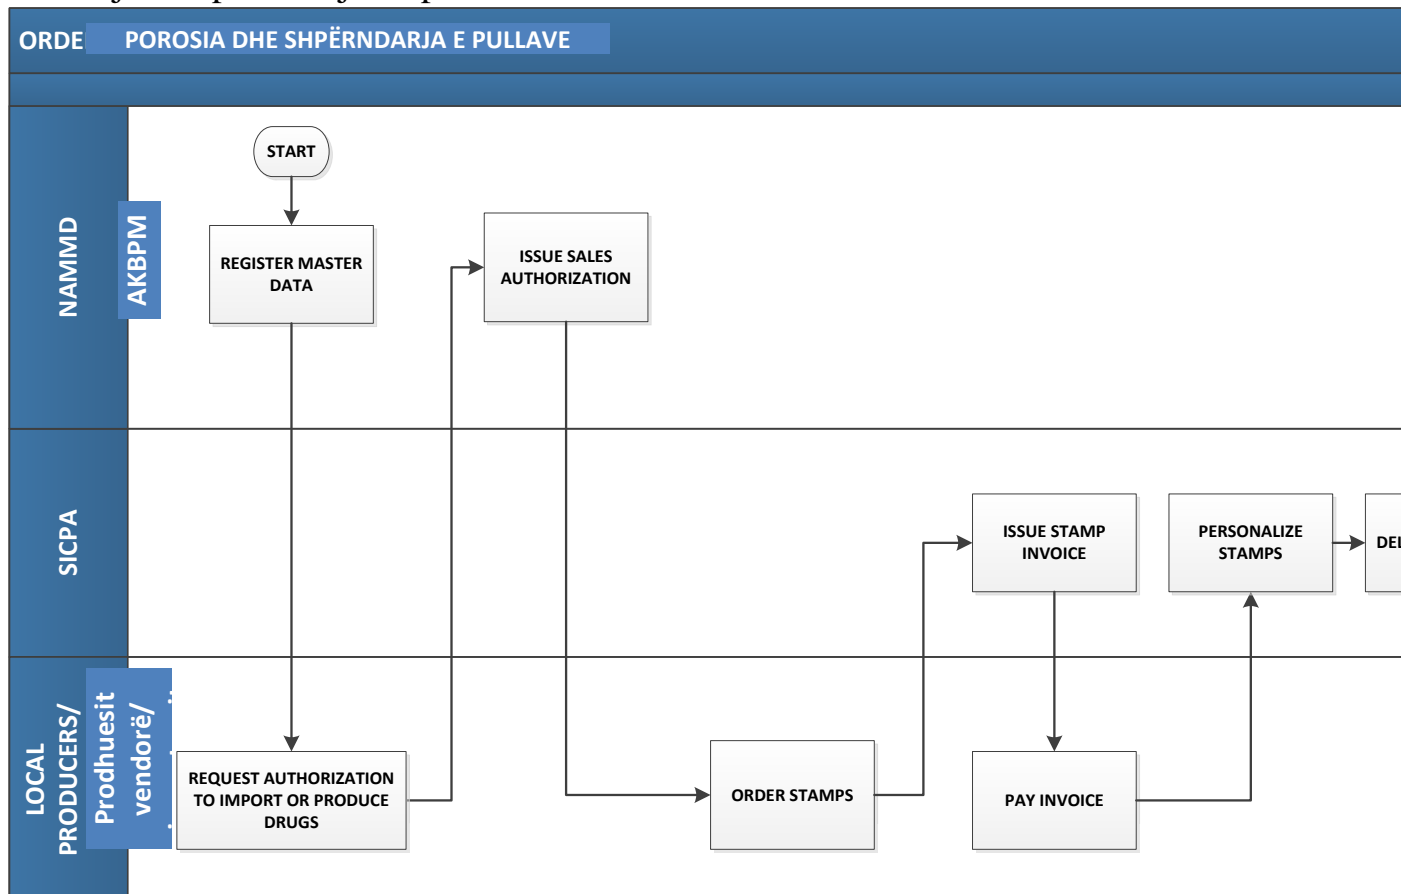 ORDE
POROSIA DHE SHPËRNDARJA E PULLAVE
NAMMD
AKBPM
START
REGISTER MASTER
DATA
ISSUE SALES
AUTHORIZATION
SICPA
ISSUE STAMP
INVOICE
PERSONALIZE
STAMPS
DEL
LOCAL
PRODUCERS/
Prodhuesit
vendorë/
REQUEST AUTHORIZATION
TO IMPORT OR PRODUCE
DRUGS
ORDER STAMPS
PAY INVOICE